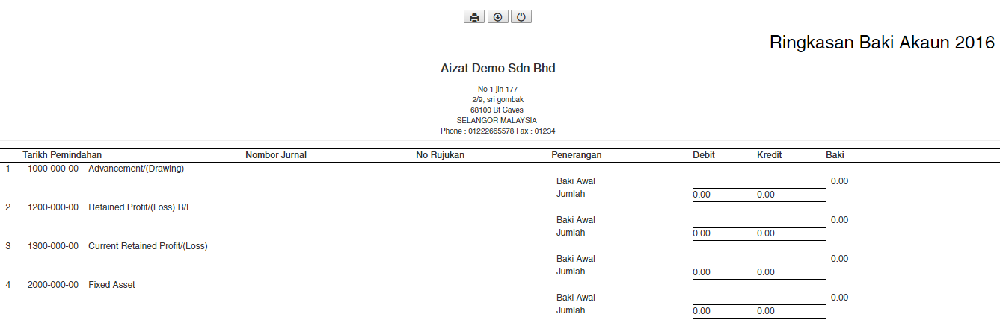 Ringkasan Baki Akaun 2016
Aizat Demo Sdn Bhd
No 1 jln 177
2/9, sri gombak
68100 Bt Caves
SELANGOR MALAYSIA
Phone : 01222665578 Fax : 01234
Tarikh Pemindahan Nombor Jurnal No Rujukan Penerangan Debit Kredit Baki
1 1000-000-00 Advancement/(Drawing)
Baki Awal 0.00
Jumlah 0.00 0.00
2 1200-000-00 Retained Profit/(Loss) B/F
Baki Awal 0.00
Jumlah 0.00 0.00
3 1300-000-00 Current Retained Profit/(Loss)
Baki Awal 0.00
Jumlah 0.00 0.00
4 2000-000-00 Fixed Asset
Baki Awal 0.00
Jumlah 0.00 0.00